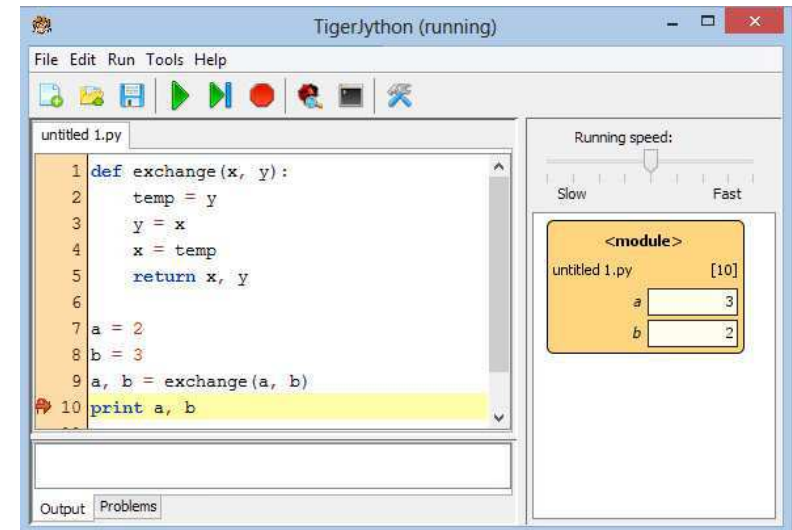 TigerJython (running)
File Edit Run Tools Help
untitled 1.py
1 def exchange(x, y):
2     temp = y
3     y = x
4     x = temp
5     return x, y
6
7 a = 2
8 b = 3
9 a, b = exchange(a, b)
10 print a, b
Output Problems
Running speed:
Slow Fast
<module>
untitled 1.py [10]
a 3
b 2